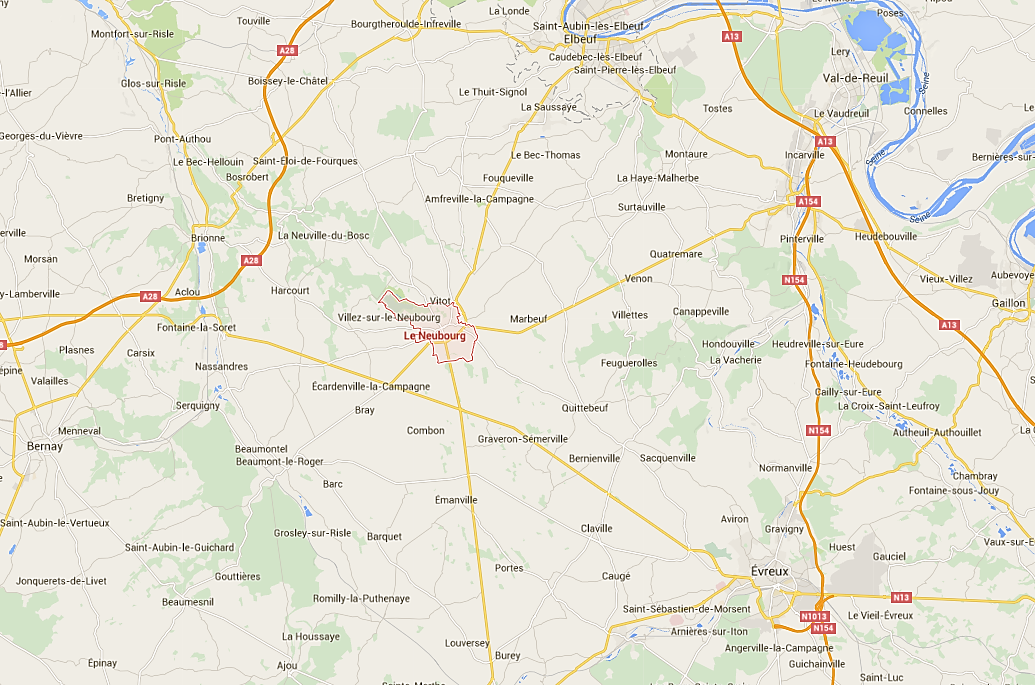 La Londe
Poses
Touville
Bourgtheroulde-Infreville
Saint-Aubin-lès-Elbeuf
Elbeuf
Montfort-sur-Risle
A28
A13
Lery
Caudebec-lès-Elbeuf
Saint-Pierre-lès-Elbeuf
Val-de-Reuil
Seine
Glos-sur-Risle
Boissey-le-Châtel
-l'Allier
Le Thuit-Signol
La Saussaye
Tostes
Le Vaudreuil
Connelles
Georges-du-Vièvre
Pont-Authou
A13
Le Bec-Hellouin
Saint-Éloi-de-Fourques
Le Bec-Thomas
Montaure
Incarville
Seine
Bernières-sur-
Bosrobert
Fouqueville
La Haye-Malherbe
Bretigny
Amfreville-la-Campagne
Surtauville
A154
Seine
erville
Brionne
La Neuville-du-Bosc
Pinterville
Heudebouville
Morsan
A28
Quatremare
y-Lamberville
A28
Aclou
Harcourt
Venon
N154
Vieux-Villez
Aubevoye
Vitot
Gaillon
Fontaine-la-Soret
Villez-sur-le-Neubourg
Marbeuf
Villettes
Canappeville
A13
Le Neubourg
Plasnes
Carsix
Hondouville
Heudreville-sur-Eure
épine
Nassandres
Feuguerolles
La Vacherie
Fontaine-Heudebourg
Valailles
Écardenville-la-Campagne
Cailly-sur-Eure
Serquigny
Bray
Quittebeuf
La Croix-Saint-Leufroy
Menneval
Combon
N154
Autheuil-Authouillet
Bernay
Beaumontel
Graveron-Sémerville
Beaumont-le-Roger
Bernienville
Sacquenville
Normanville
Chambray
Barc
Fontaine-sous-Jouy
Émanville
Saint-Aubin-le-Vertueux
Grosley-sur-Risle
Barquet
Claville
Aviron
Gravigny
Saint-Aubin-le-Guichard
Huest
Gauciel
Vaux-sur-E
Jonquerets-de-Livet
Gouttières
Portes
Caugé
Évreux
Beaumesnil
Romilly-la-Puthenaye
N13
Saint-Sébastien-de-Morsent
N1013
Le Vieil-Évreux
La Houssaye
Louversey
Arnières-sur-Iton
N154
Angerville-la-Campagne
Épinay
Ajou
Burey
Guichainville
Saint-Luc